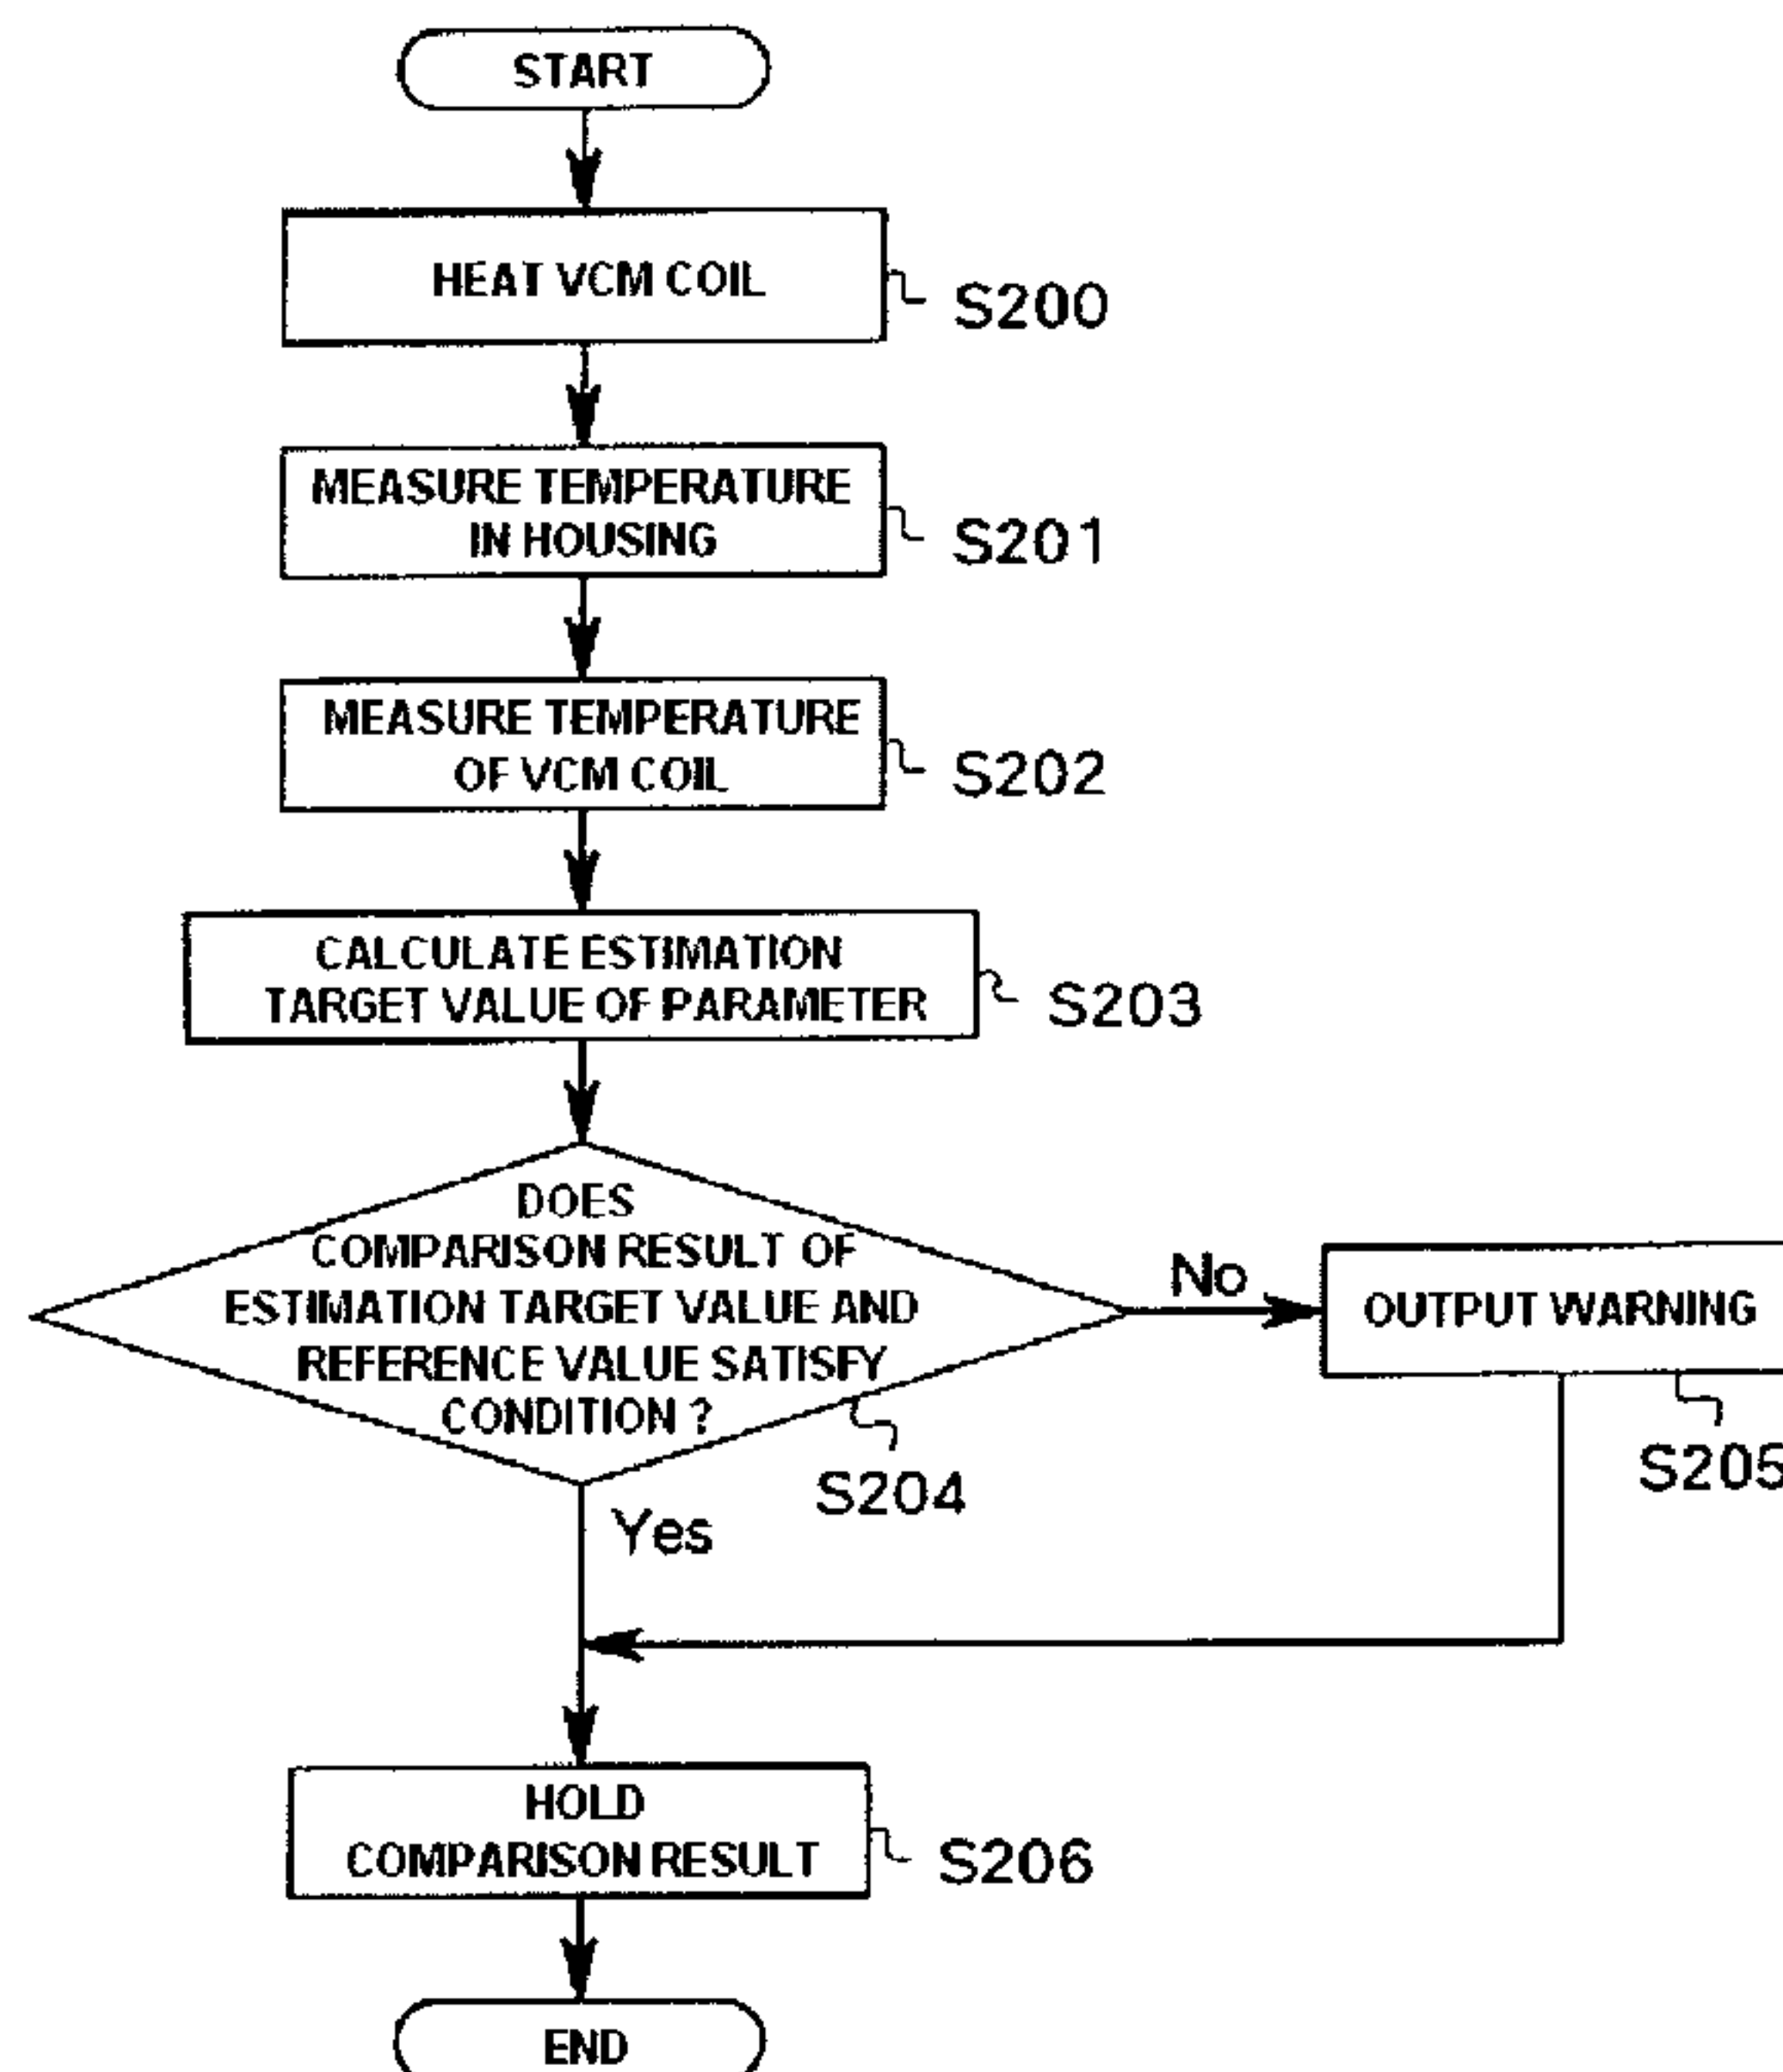 START
HEAT VCM COIL
S200
MEASURE TEMPERATURE
IN HOUSING
S201
MEASURE TEMPERATURE
OF VCM COIL
S202
CALCULATE ESTIMATION
TARGET VALUE OF PARAMETER
S203
DOES
COMPARISON RESULT OF
ESTIMATION TARGET VALUE AND
REFERENCE VALUE SATISFY
CONDITION ?
S204
No
OUTPUT WARNING
S205
Yes
HOLD
COMPARISON RESULT
S206
END